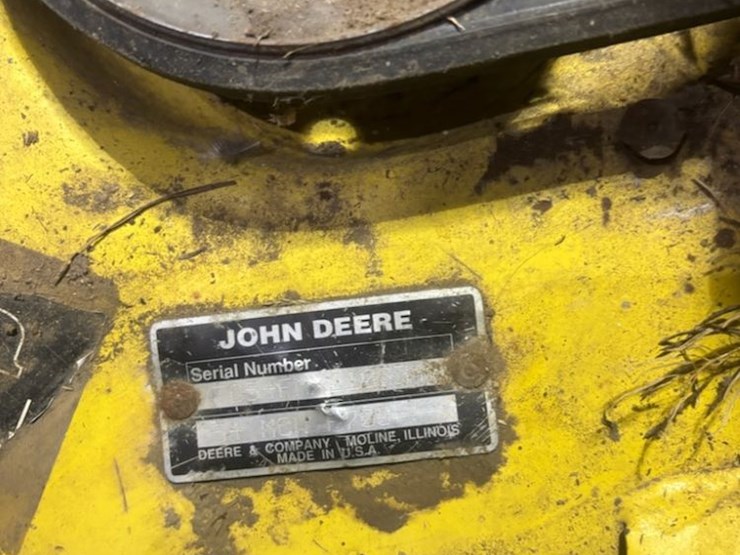 JOHN DEERE
Serial Number
DEERE & COMPANY MOLINE, ILLINOIS
MADE IN U.S.A.